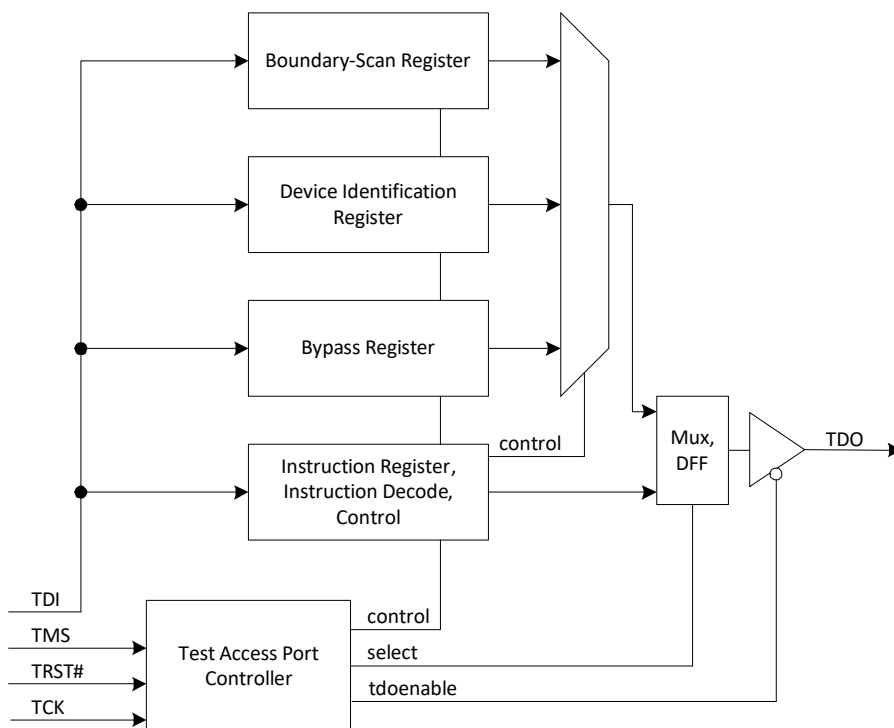 Boundary-Scan Register
Device Identification
Register
Bypass Register
control
Instruction Register,
Instruction Decode,
Control
Mux,
DFF
TDO
TDI
TMS
TRST#
TCK
Test Access Port
Controller
control
select
tdoenable